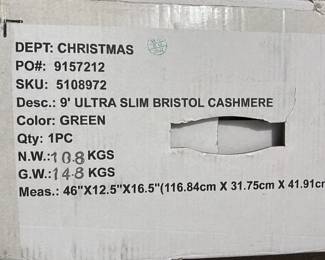 DEPT: CHRISTMAS
PO#: 9157212
SKU: 5108972
Desc.: 9' ULTRA SLIM BRISTOL CASHMERE
Color: GREEN
Qty: 1PC
N.W.: 10.8 KGS
G.W.: 14.8 KGS
Meas.: 46"X12.5"X16.5"(116.84cm X 31.75cm X 41.91c